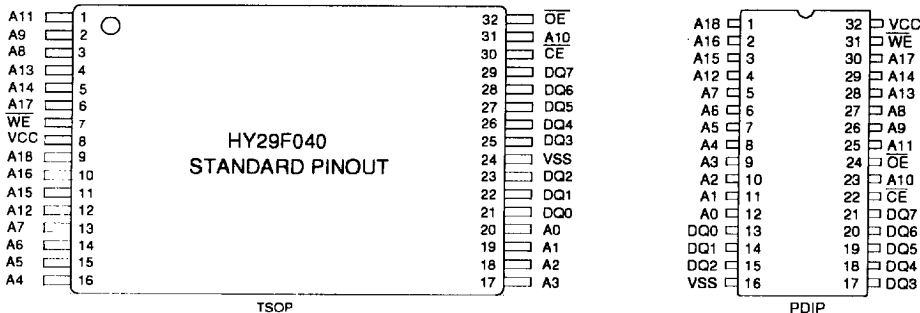 A11 1 32 O̅E̅
A9 2 31 A10
A8 3 30 C̅E̅
A13 4 29 DQ7
A14 5 28 DQ6
A17 6 27 DQ5
W̅E̅ 7 26 DQ4
VCC 8 25 DQ3
A18 9 24 VSS
A16 10 23 DQ2
A15 11 22 DQ1
A12 12 21 DQ0
A7 13 20 A0
A6 14 19 A1
A5 15 18 A2
A4 16 17 A3
HY29F040
STANDARD PINOUT
TSOP
A18 1 32 VCC
A16 2 31 W̅E̅
A15 3 30 A17
A12 4 29 A14
A7 5 28 A13
A6 6 27 A8
A5 7 26 A9
A4 8 25 A11
A3 9 24 O̅E̅
A2 10 23 A10
A1 11 22 C̅E̅
A0 12 21 DQ7
DQ0 13 20 DQ6
DQ1 14 19 DQ5
DQ2 15 18 DQ4
VSS 16 17 DQ3
PDIP